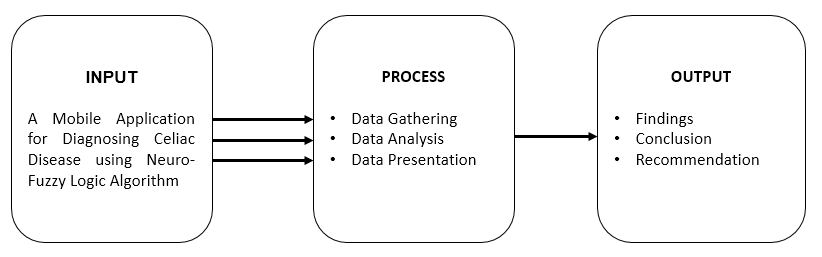 INPUT
A Mobile Application
for Diagnosing Celiac
Disease using Neuro-
Fuzzy Logic Algorithm
PROCESS
• Data Gathering
• Data Analysis
• Data Presentation
OUTPUT
• Findings
• Conclusion
• Recommendation